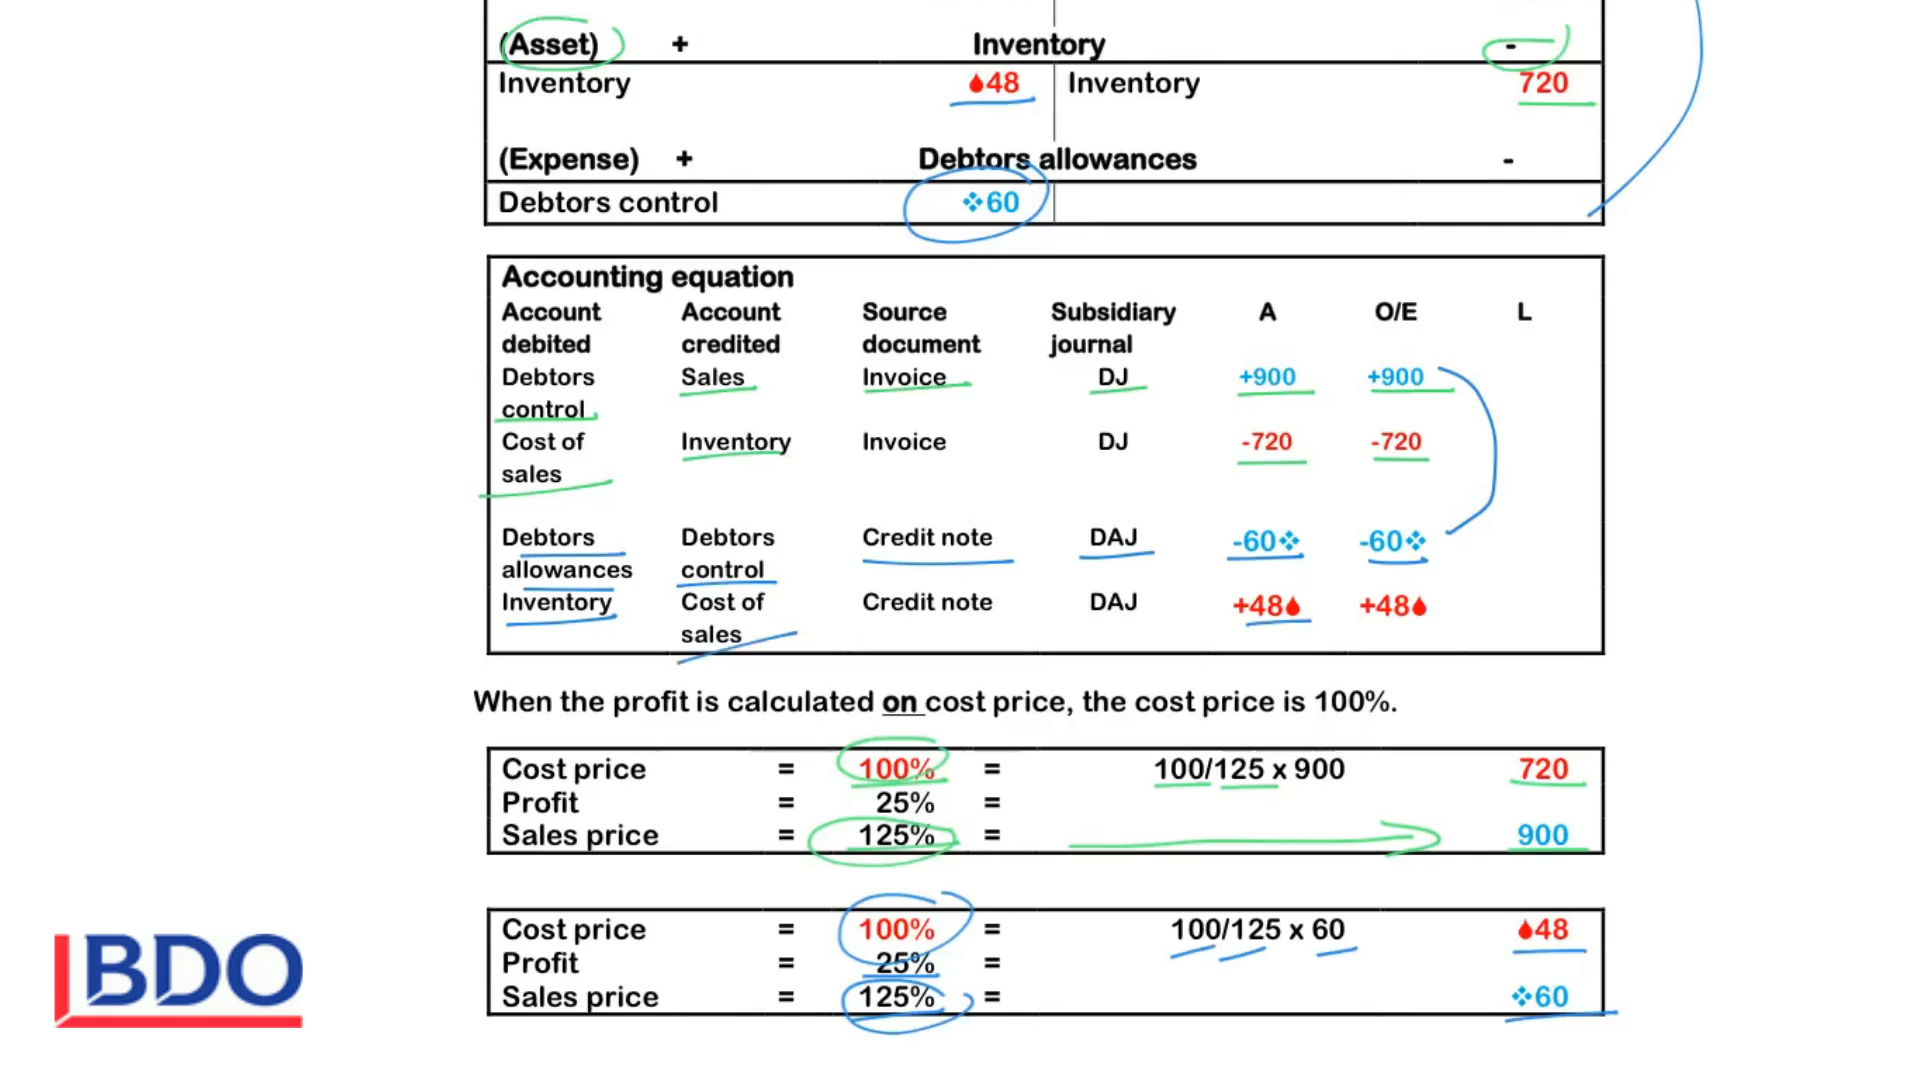 (Asset) + Inventory -
Inventory 48 Inventory 720
(Expense) + Debtors allowances -
Debtors control ❖60
Accounting equation
Account Account Source Subsidiary A O/E L
debited credited document journal
Debtors Sales Invoice DJ +900 +900
control
Cost of Inventory Invoice DJ -720 -720
sales
Debtors Debtors Credit note DAJ -60❖ -60❖
allowances control
Inventory Cost of Credit note DAJ +48 +48
sales
When the profit is calculated on cost price, the cost price is 100%.
Cost price = 100% = 100/125 x 900 720
Profit = 25% =
Sales price = 125% = 900
Cost price = 100% = 100/125 x 60 48
Profit = 25% =
Sales price = 125% = ❖60
BDO